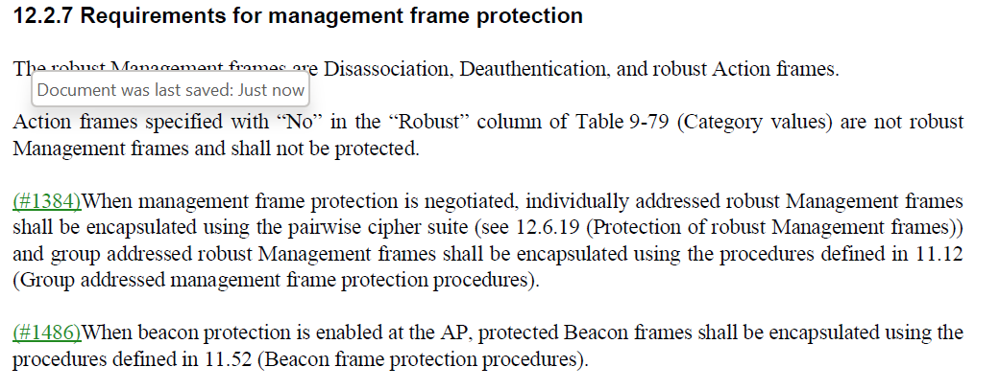 12.2.7 Requirements for management frame protection
The robust Management frames are Disassociation, Deauthentication, and robust Action frames.
Document was last saved: Just now
Action frames specified with “No” in the “Robust” column of Table 9-79 (Category values) are not robust
Management frames and shall not be protected.
(#1384)When management frame protection is negotiated, individually addressed robust Management frames
shall be encapsulated using the pairwise cipher suite (see 12.6.19 (Protection of robust Management frames))
and group addressed robust Management frames shall be encapsulated using the procedures defined in 11.12
(Group addressed management frame protection procedures).
(#1486)When beacon protection is enabled at the AP, protected Beacon frames shall be encapsulated using the
procedures defined in 11.52 (Beacon frame protection procedures).